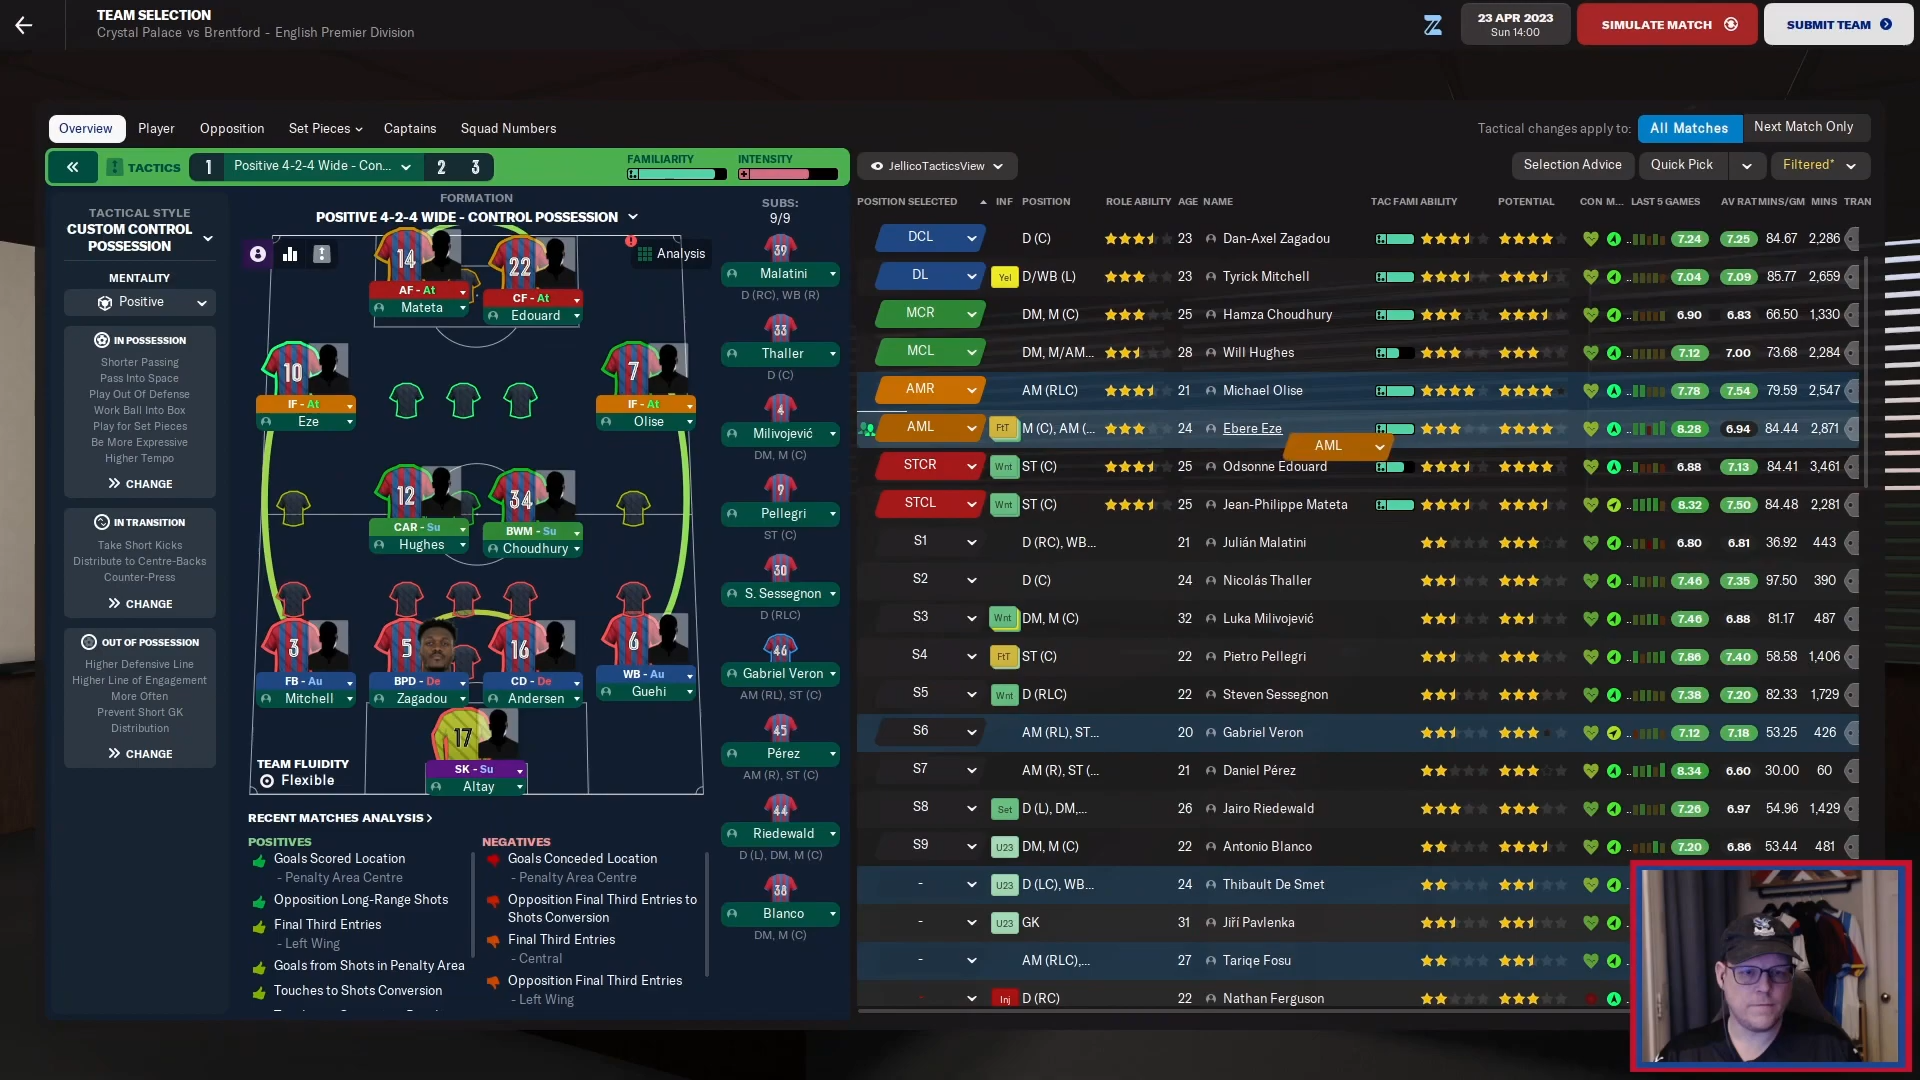 TEAM SELECTION
Crystal Palace vs Brentford - English Premier Division
23 APR 2023
Sun 14:00
SIMULATE MATCH
SUBMIT TEAM
Overview Player Opposition Set Pieces Captains Squad Numbers
Tactical changes apply to: All Matches Next Match Only
TACTICS 1 Positive 4-2-4 Wide - Con... 2 3
FAMILIARITY INTENSITY
JellicoTacticsView
Selection Advice Quick Pick Filtered*
TACTICAL STYLE
CUSTOM CONTROL
POSSESSION
MENTALITY
Positive
IN POSSESSION
Shorter Passing
Pass Into Space
Play Out Of Defense
Work Ball Into Box
Play for Set Pieces
Be More Expressive
Higher Tempo
CHANGE
IN TRANSITION
Take Short Kicks
Distribute to Centre-Backs
Counter-Press
CHANGE
OUT OF POSSESSION
Higher Defensive Line
Higher Line of Engagement
More Often
Prevent Short GK
Distribution
CHANGE
FORMATION
POSITIVE 4-2-4 WIDE - CONTROL POSSESSION
Analysis
14 22
AF - At CF - At
Mateta Edouard
10 7
IF - At IF - At
Eze Olise
12 34
CAR - Su BWM - Su
Hughes Choudhury
3 5 16 6
FB - Au BPD - De CD - De WB - Au
Mitchell Zagadou Andersen Guehi
17
SK - Su
Altay
TEAM FLUIDITY
Flexible
RECENT MATCHES ANALYSIS >
POSITIVES
Goals Scored Location
- Penalty Area Centre
Opposition Long-Range Shots
Final Third Entries
- Left Wing
Goals from Shots in Penalty Area
Touches to Shots Conversion
NEGATIVES
Goals Conceded Location
- Penalty Area Centre
Opposition Final Third Entries to
Shots Conversion
Final Third Entries
- Central
Opposition Final Third Entries
- Left Wing
SUBS:
9/9
39
Malatini
D (RC), WB (R)
33
Thaller
D (C)
4
Milivojević
DM, M (C)
9
Pellegri
ST (C)
30
S. Sessegnon
D (RLC)
46
Gabriel Veron
AM (RL), ST (C)
45
Pérez
AM (R), ST (C)
44
Riedewald
D (L), DM, M (C)
38
Blanco
DM, M (C)
POSITION SELECTED INF POSITION ROLE ABILITY AGE NAME TAC FAMI ABILITY POTENTIAL CON M... LAST 5 GAMES AV RAT MINS/GM MINS TRAN
DCL D (C) 23 Dan-Axel Zagadou 7.24 7.25 84.67 2,286
DL Yel D/WB (L) 23 Tyrick Mitchell 7.04 7.09 85.77 2,659
MCR DM, M (C) 25 Hamza Choudhury 6.90 6.83 66.50 1,330
MCL DM, M/AM... 28 Will Hughes 7.12 7.00 73.68 2,284
AMR AM (RLC) 21 Michael Olise 7.78 7.54 79.59 2,547
AML FtT M (C), AM (... 24 Ebere Eze 8.28 6.94 84.44 2,871
AML
STCR Wnt ST (C) 25 Odsonne Edouard 6.88 7.13 84.41 3,461
STCL Wnt ST (C) 25 Jean-Philippe Mateta 8.32 7.50 84.48 2,281
S1 D (RC), WB... 21 Julián Malatini 6.80 6.81 36.92 443
S2 D (C) 24 Nicolás Thaller 7.46 7.35 97.50 390
S3 Wnt DM, M (C) 32 Luka Milivojević 7.46 6.88 81.17 487
S4 FtT ST (C) 22 Pietro Pellegri 7.86 7.40 58.58 1,406
S5 Wnt D (RLC) 22 Steven Sessegnon 7.38 7.20 82.33 1,729
S6 AM (RL), ST... 20 Gabriel Veron 7.12 7.18 53.25 426
S7 AM (R), ST (... 21 Daniel Pérez 8.34 6.60 30.00 60
S8 Set D (L), DM,... 26 Jairo Riedewald 7.26 6.97 54.96 1,429
S9 U23 DM, M (C) 22 Antonio Blanco 7.20 6.86 53.44 481
- U23 D (LC), WB... 24 Thibault De Smet
- U23 GK 31 Jiří Pavlenka
- AM (RLC),... 27 Tariqe Fosu
- Inj D (RC) 22 Nathan Ferguson